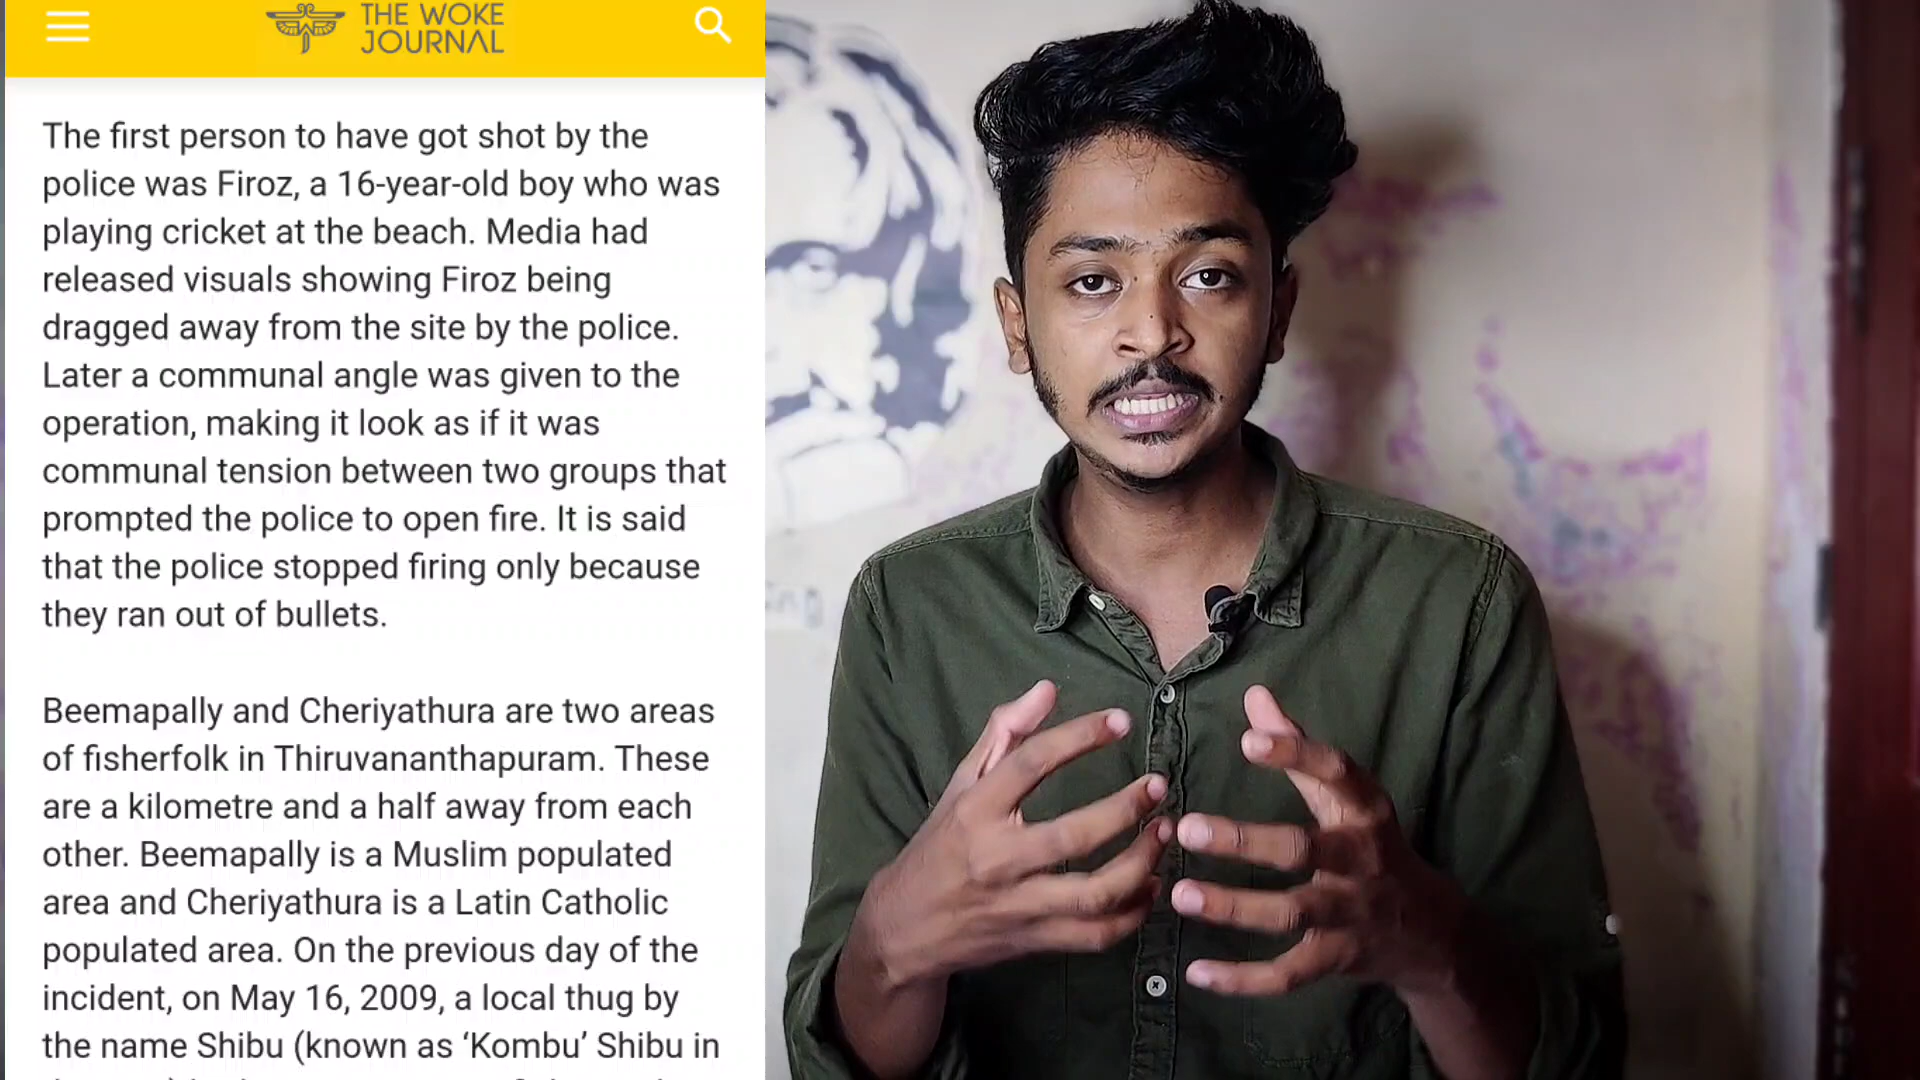 THE WOKE
JOURNAL
The first person to have got shot by the
police was Firoz, a 16-year-old boy who was
playing cricket at the beach. Media had
released visuals showing Firoz being
dragged away from the site by the police.
Later a communal angle was given to the
operation, making it look as if it was
communal tension between two groups that
prompted the police to open fire. It is said
that the police stopped firing only because
they ran out of bullets.
Beemapally and Cheriyathura are two areas
of fisherfolk in Thiruvananthapuram. These
are a kilometre and a half away from each
other. Beemapally is a Muslim populated
area and Cheriyathura is a Latin Catholic
populated area. On the previous day of the
incident, on May 16, 2009, a local thug by
the name Shibu (known as ‘Kombu’ Shibu in